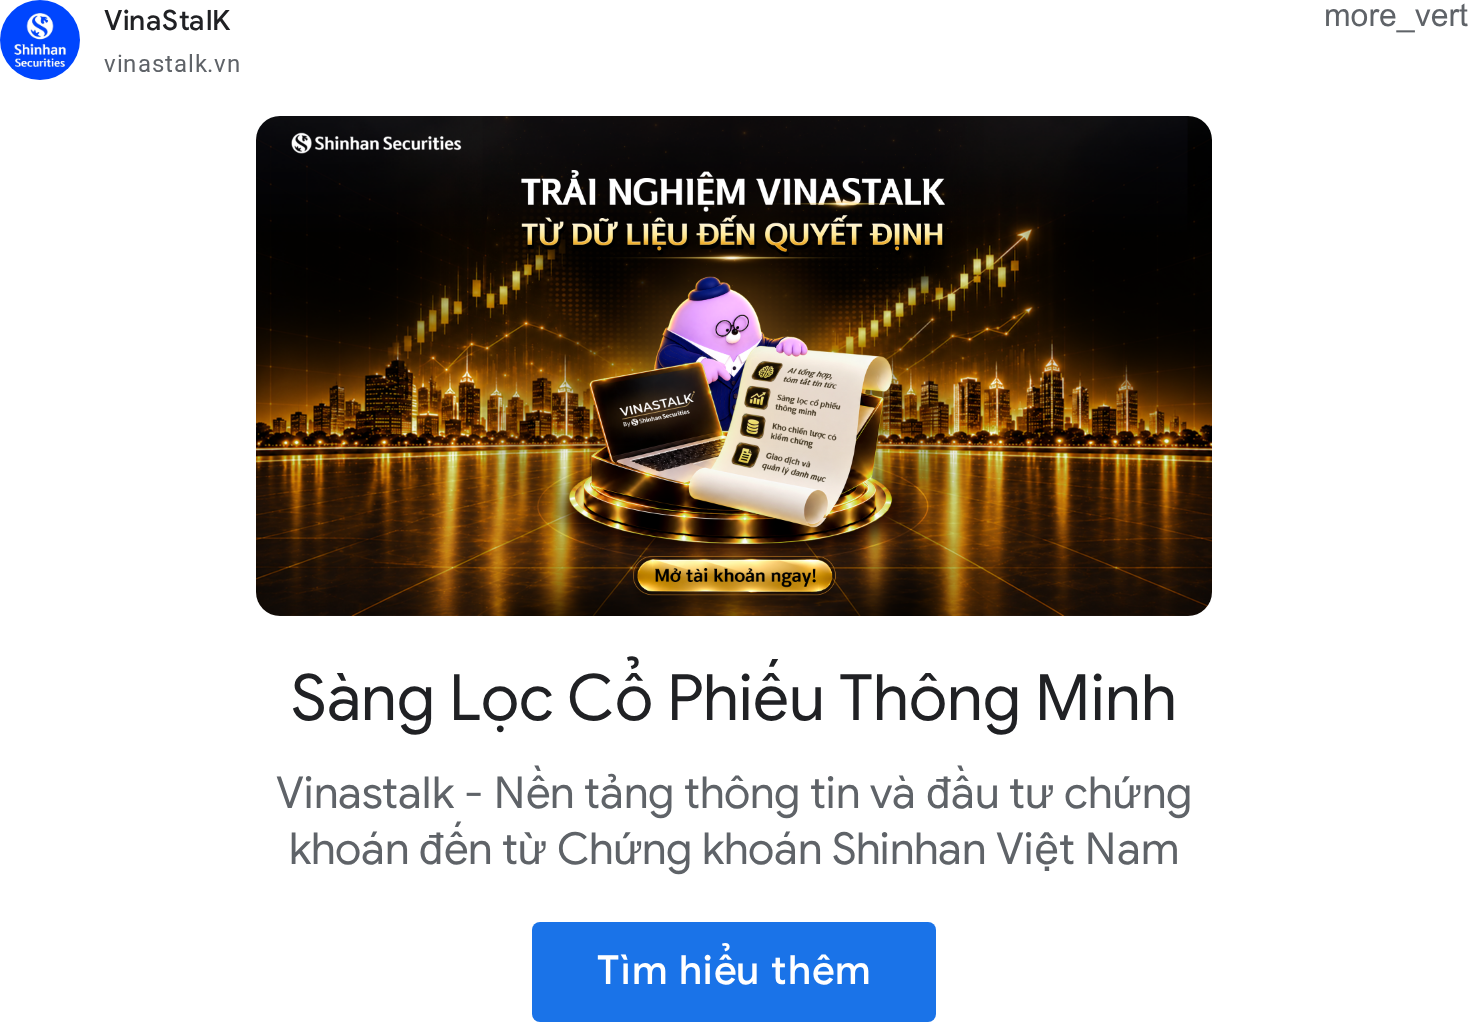 Shinhan
Securities
VinaStalK
vinastalk.vn
more_vert
Shinhan Securities
TRẢI NGHIỆM VINASTALK
TỪ DỮ LIỆU ĐẾN QUYẾT ĐỊNH
VINASTALK
By Shinhan Securities
AI tổng hợp,
tóm tắt tin tức
Sàng lọc cổ phiếu
thông minh
Kho chiến lược có
kiểm chứng
Giao dịch và
quản lý danh mục
Mở tài khoản ngay!
Sàng Lọc Cổ Phiếu Thông Minh
Vinastalk - Nền tảng thông tin và đầu tư chứng
khoán đến từ Chứng khoán Shinhan Việt Nam
Tìm hiểu thêm